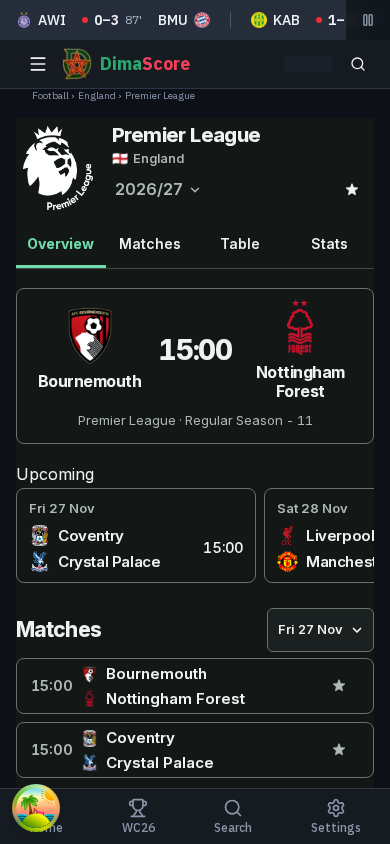 AWI 0–3 87' BMU KAB 1–
DimaScore
Football › England › Premier League
Premier League
England
2026/27
Overview Matches Table Stats
15:00
Bournemouth
Nottingham
Forest
Premier League · Regular Season - 11
Upcoming
Fri 27 Nov
Coventry
Crystal Palace
15:00
Sat 28 Nov
Liverpool
Manchest
Matches
Fri 27 Nov
15:00
Bournemouth
Nottingham Forest
15:00
Coventry
Crystal Palace
WC26
Search
Settings